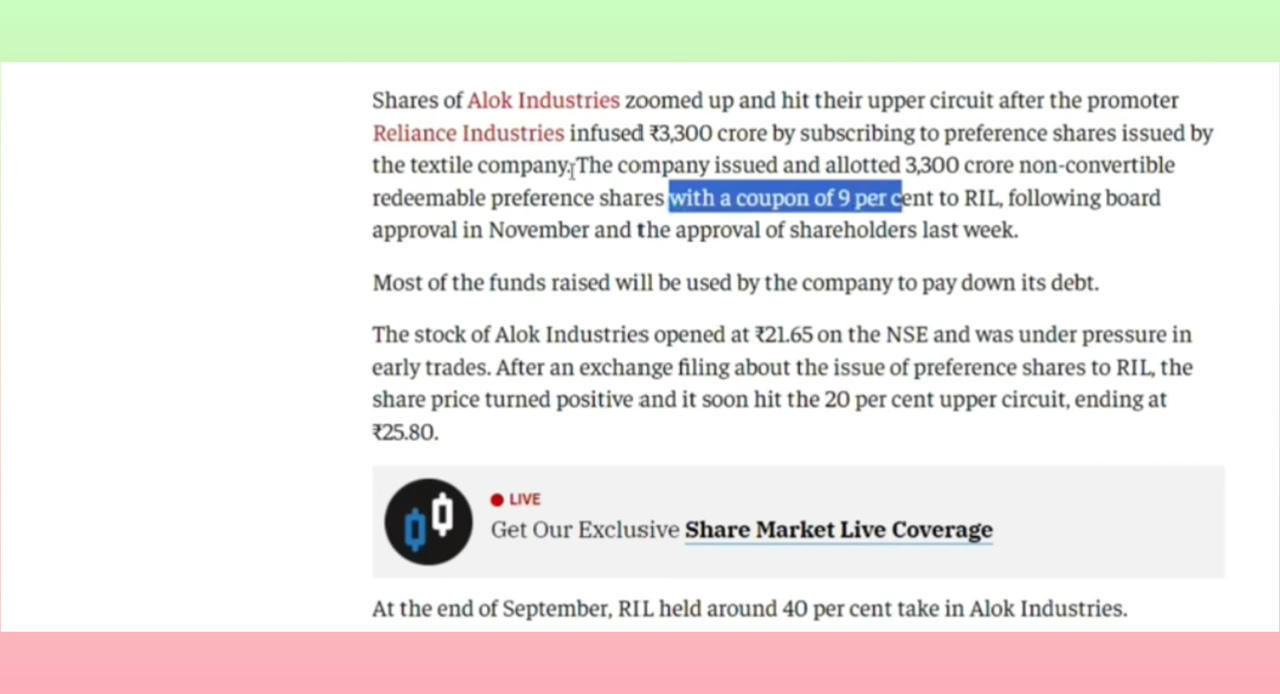 Shares of Alok Industries zoomed up and hit their upper circuit after the promoter
Reliance Industries infused ₹3,300 crore by subscribing to preference shares issued by
the textile company. The company issued and allotted 3,300 crore non-convertible
redeemable preference shares with a coupon of 9 per cent to RIL, following board
approval in November and the approval of shareholders last week.
Most of the funds raised will be used by the company to pay down its debt.
The stock of Alok Industries opened at ₹21.65 on the NSE and was under pressure in
early trades. After an exchange filing about the issue of preference shares to RIL, the
share price turned positive and it soon hit the 20 per cent upper circuit, ending at
₹25.80.
LIVE
Get Our Exclusive Share Market Live Coverage
At the end of September, RIL held around 40 per cent take in Alok Industries.